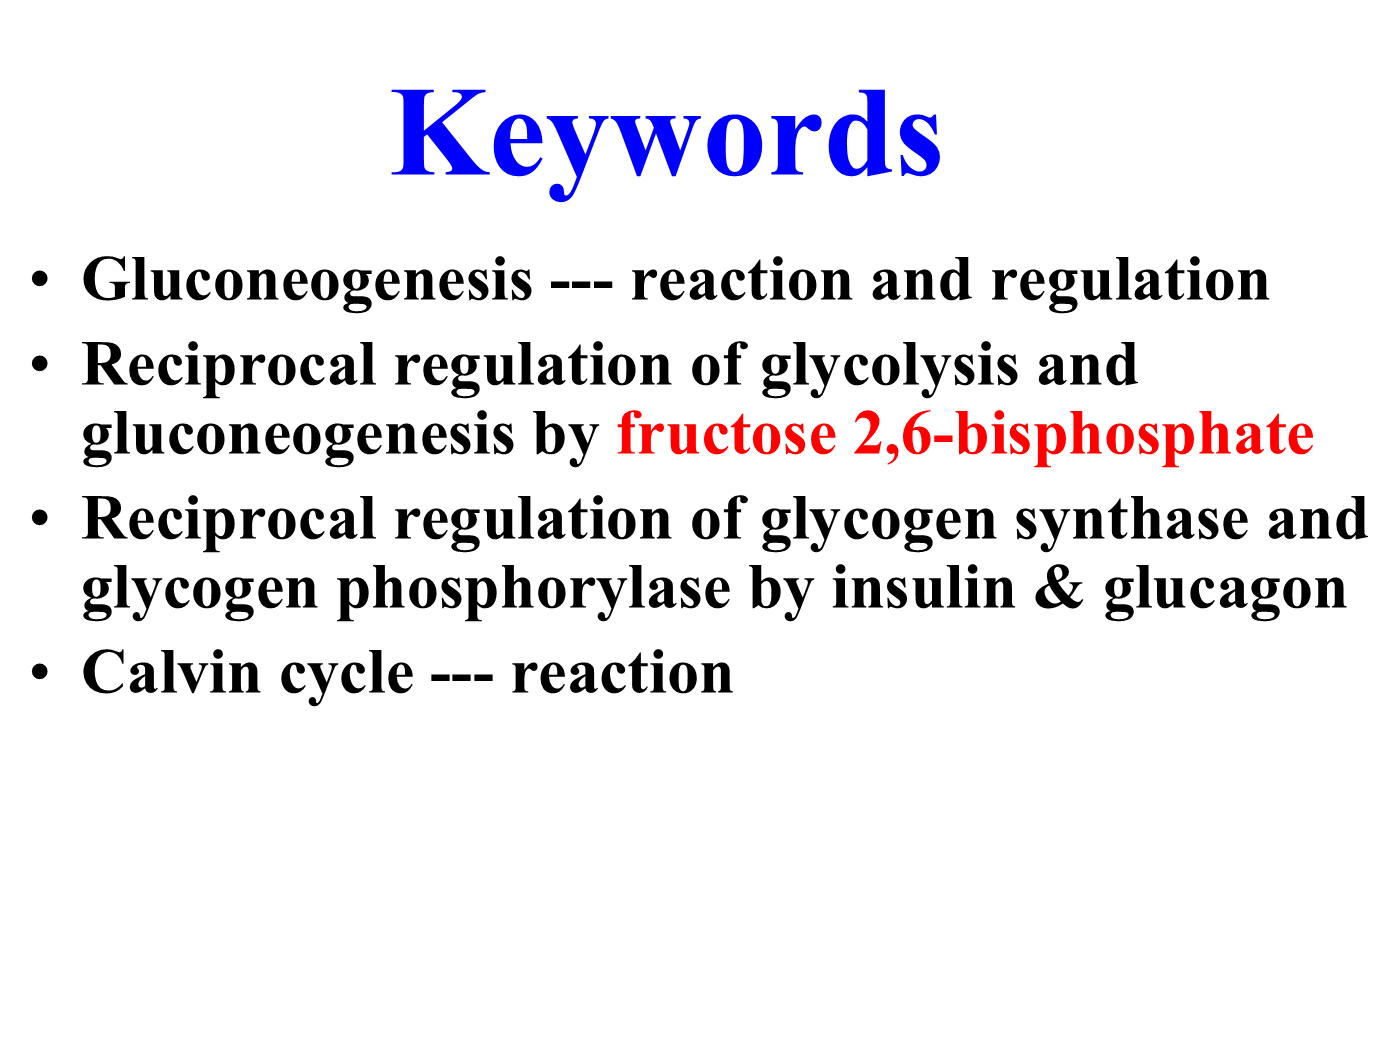 Keywords
• Gluconeogenesis --- reaction and regulation
• Reciprocal regulation of glycolysis and
gluconeogenesis by fructose 2,6-bisphosphate
• Reciprocal regulation of glycogen synthase and
glycogen phosphorylase by insulin & glucagon
• Calvin cycle --- reaction